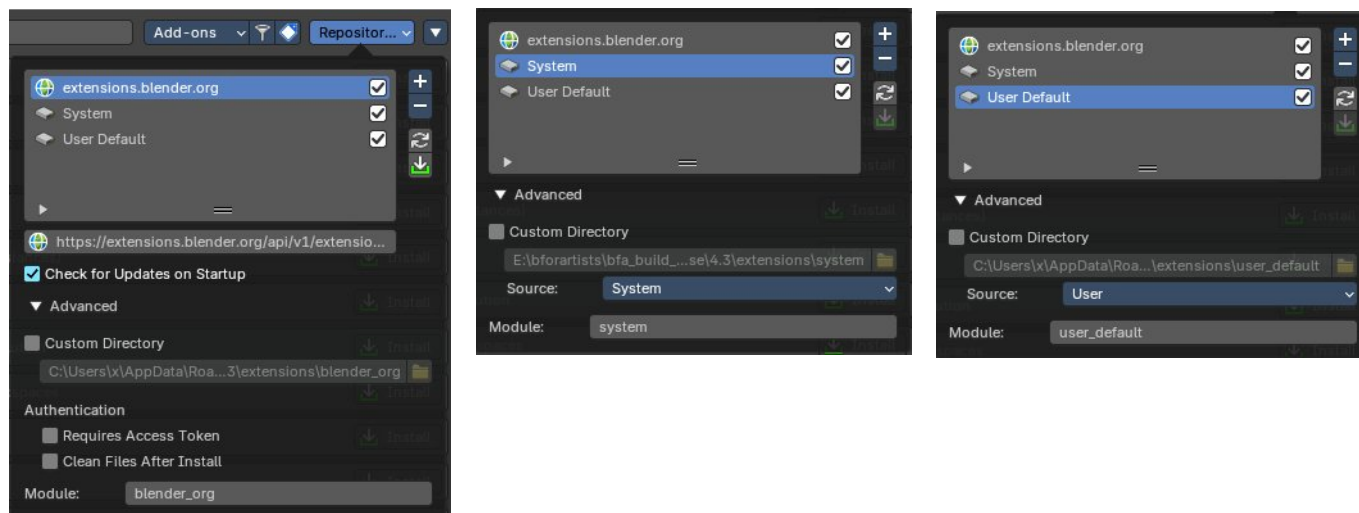 Add-ons
Repositor...
extensions.blender.org
System
User Default
https://extensions.blender.org/api/v1/extensio...
Check for Updates on Startup
Advanced
Custom Directory
C:\Users\x\AppData\Roa...3\extensions\blender_org
Authentication
Requires Access Token
Clean Files After Install
Module: blender_org
extensions.blender.org
System
User Default
Advanced
Custom Directory
E:\bforartists\bfa_build_...se\4.3\extensions\system
Source: System
Module: system
extensions.blender.org
System
User Default
Advanced
Custom Directory
C:\Users\x\AppData\Roa...\extensions\user_default
Source: User
Module: user_default